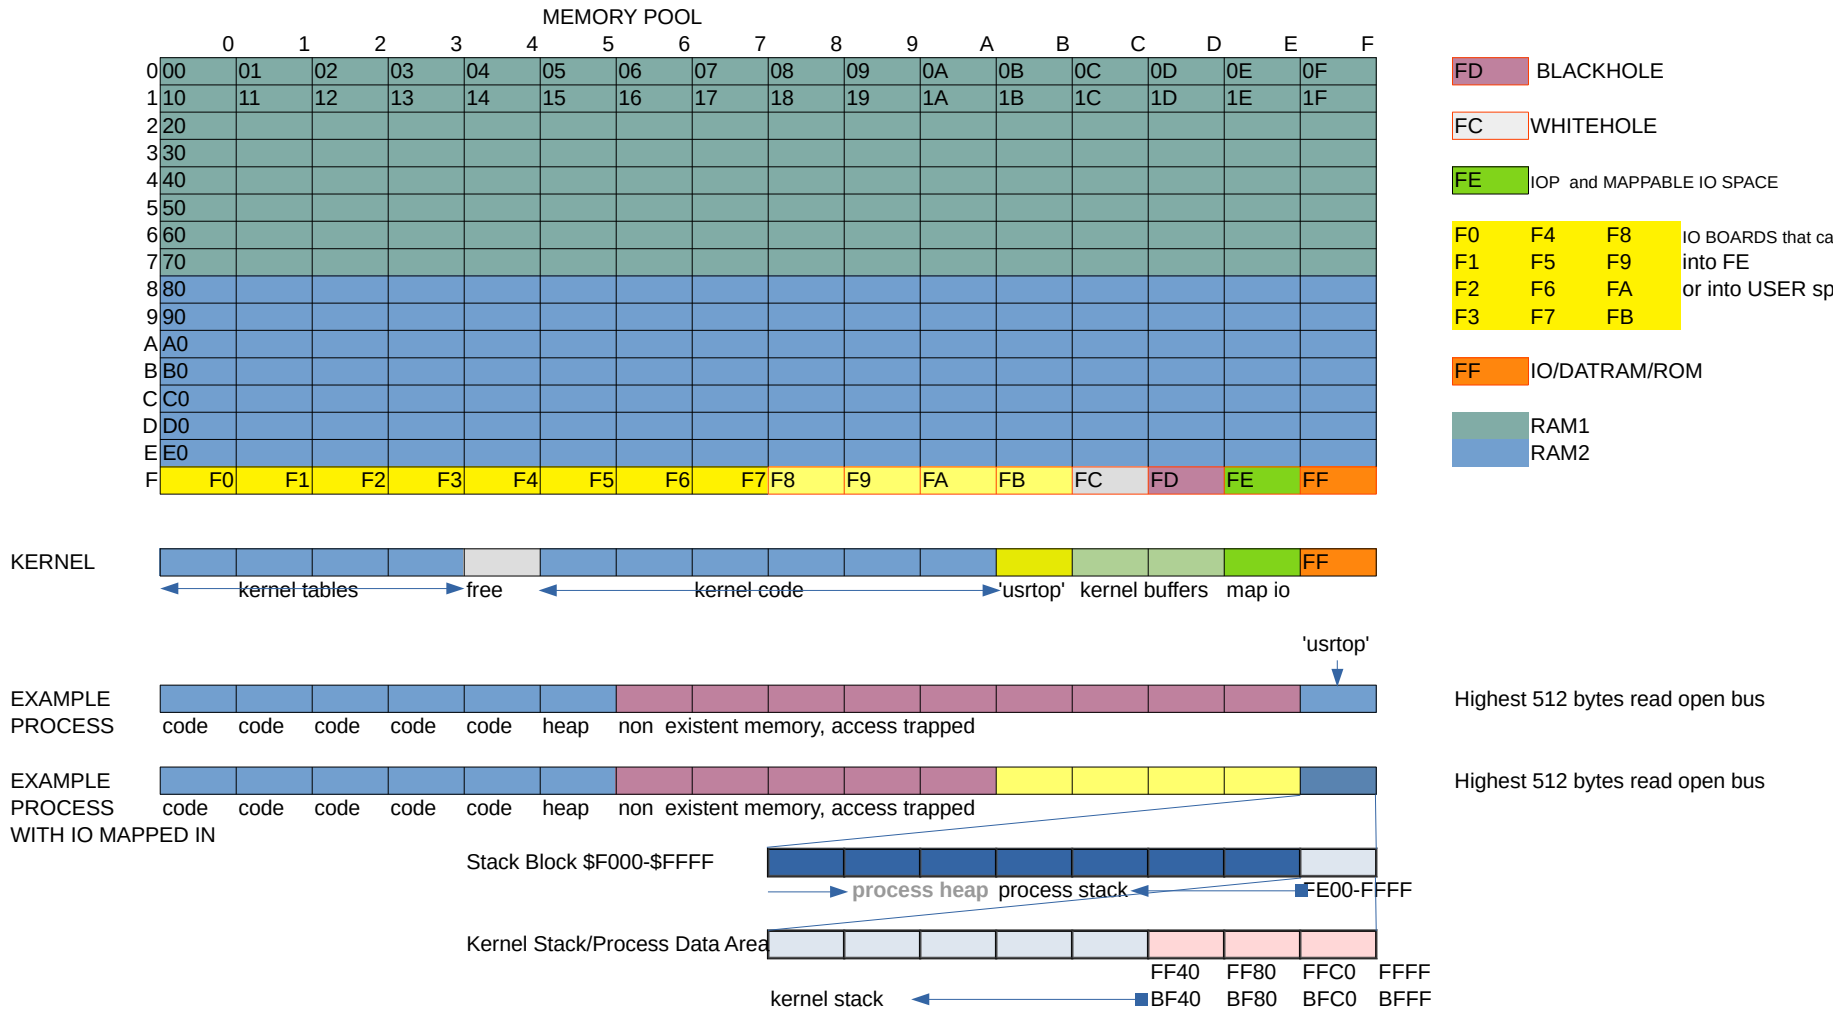 MEMORY POOL
0 1 2 3 4 5 6 7 8 9 A B C D E F
0 00 01 02 03 04 05 06 07 08 09 0A 0B 0C 0D 0E 0F FD BLACKHOLE
1 10 11 12 13 14 15 16 17 18 19 1A 1B 1C 1D 1E 1F
2 20 FC WHITEHOLE
3 30
4 40 FE IOP and MAPPABLE IO SPACE
5 50
6 60 F0 F4 F8 IO BOARDS that ca
7 70 F1 F5 F9 into FE
8 80 F2 F6 FA or into USER sp
9 90 F3 F7 FB
A A0
B B0 FF IO/DATRAM/ROM
C C0
D D0 RAM1
E E0 RAM2
F F0 F1 F2 F3 F4 F5 F6 F7 F8 F9 FA FB FC FD FE FF
KERNEL FF
kernel tables free kernel code 'usrtop' kernel buffers map io
'usrtop'
EXAMPLE Highest 512 bytes read open bus
PROCESS code code code code code heap non existent memory, access trapped
EXAMPLE Highest 512 bytes read open bus
PROCESS code code code code code heap non existent memory, access trapped
WITH IO MAPPED IN
Stack Block $F000-$FFFF
process heap process stack FE00-FFFF
Kernel Stack/Process Data Area
FF40 FF80 FFC0 FFFF
kernel stack BF40 BF80 BFC0 BFFF